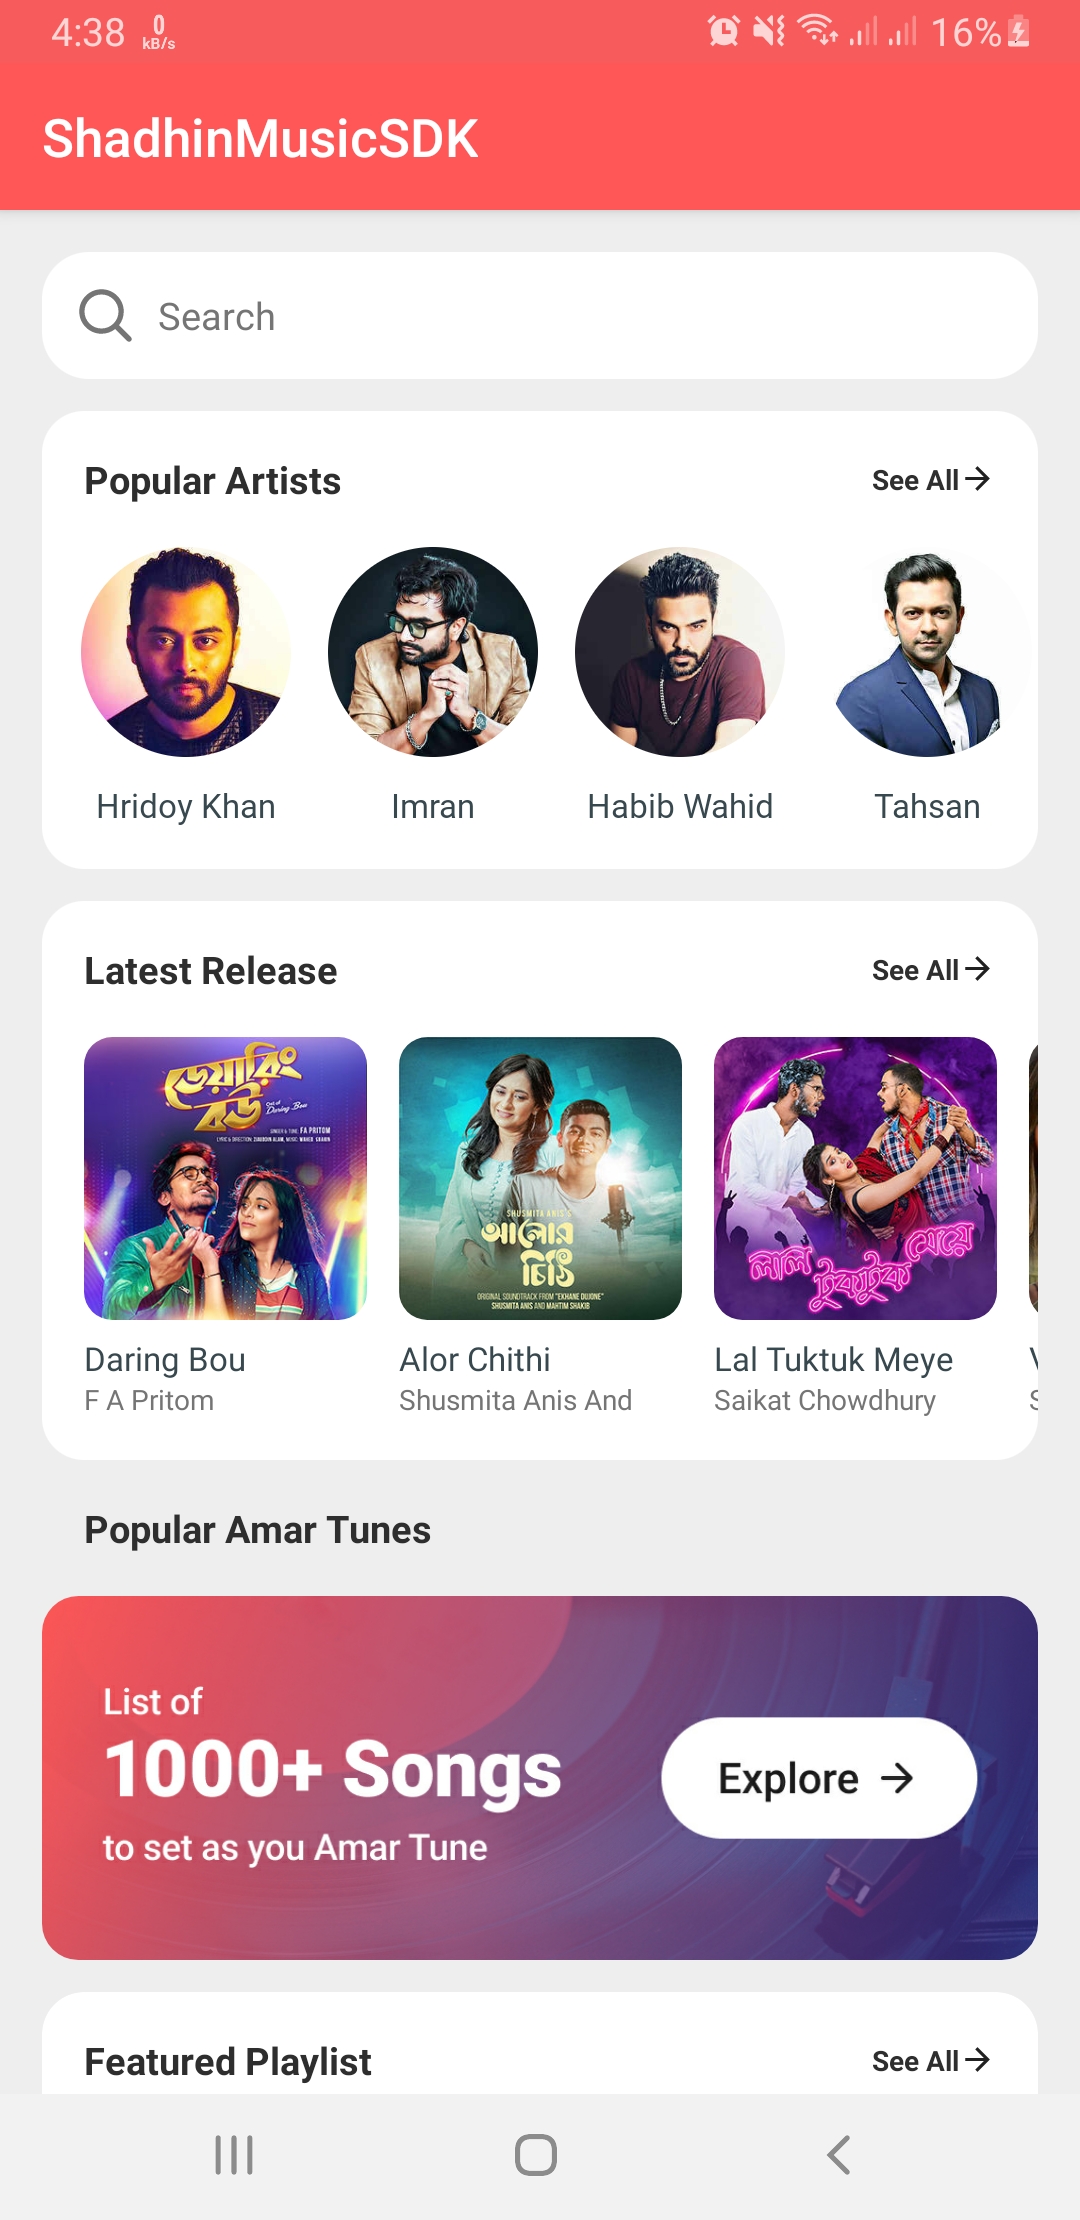 4:38 0 kB/s 16%
ShadhinMusicSDK
Search
Popular Artists See All
Hridoy Khan Imran Habib Wahid Tahsan
Latest Release See All
ডেয়ারিং
বউ
Out of
Daring Bou
SINGER & TUNE: FA PRITOM
SHUSMITA ANIS'S
আলোর
চিঠি
ORIGINAL SOUNDTRACK FROM "EKHANE DUJONE"
SHUSMITA ANIS AND MAHTIM SHAKIB
লাল টুকটুক মেয়ে
Daring Bou Alor Chithi Lal Tuktuk Meye
F A Pritom Shusmita Anis And Saikat Chowdhury
Popular Amar Tunes
List of
1000+ Songs
to set as you Amar Tune
Explore
Featured Playlist See All